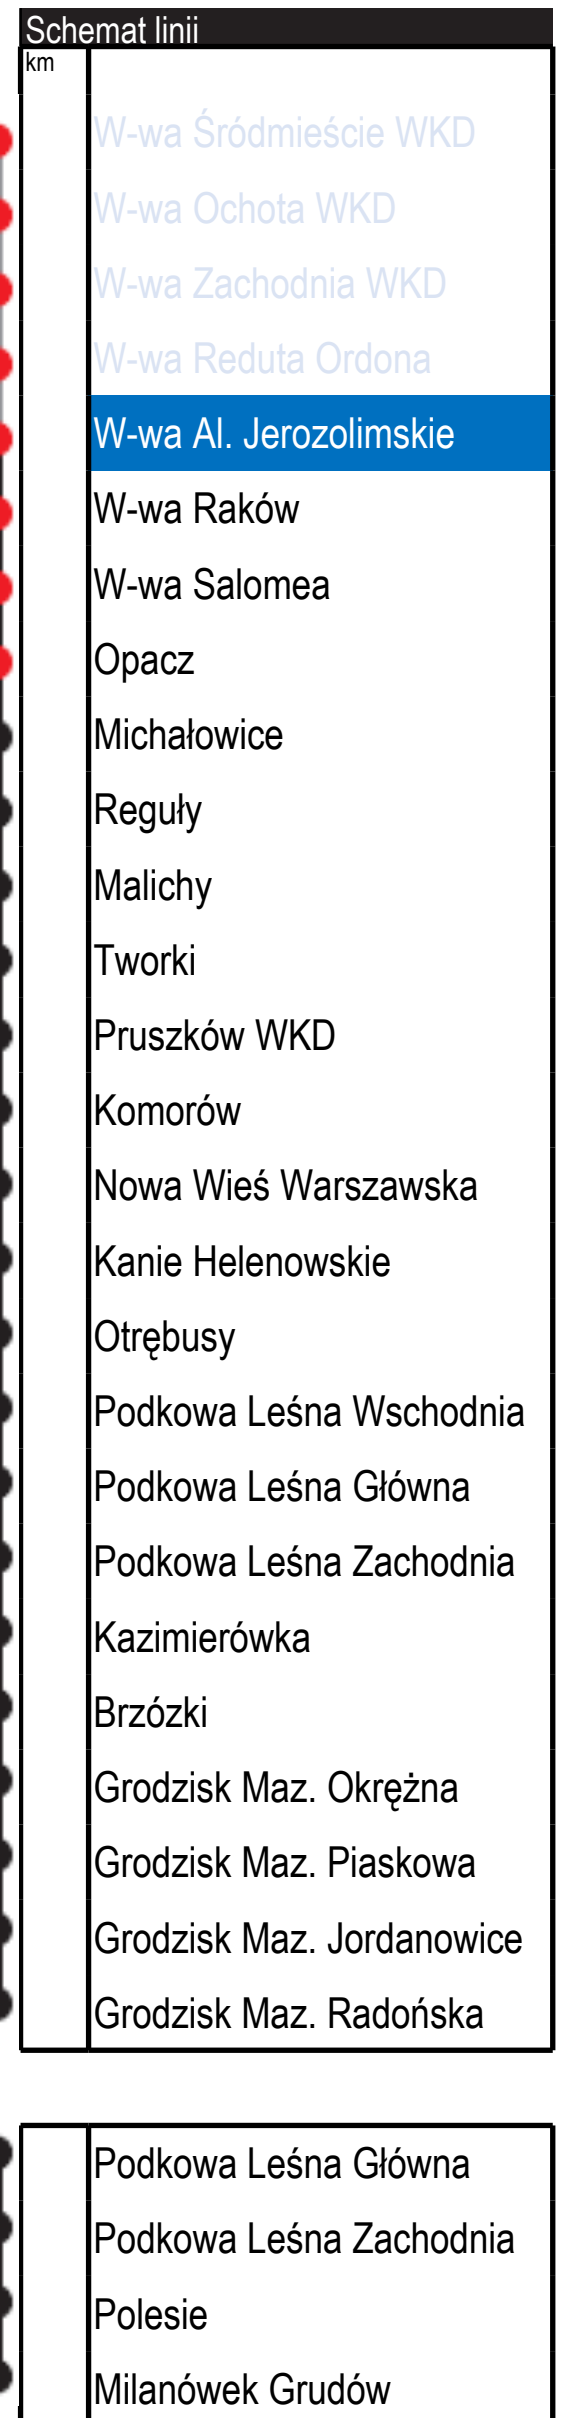 Schemat linii
km
W-wa Śródmieście WKD
W-wa Ochota WKD
W-wa Zachodnia WKD
W-wa Reduta Ordona
W-wa Al. Jerozolimskie
W-wa Raków
W-wa Salomea
Opacz
Michałowice
Reguły
Malichy
Tworki
Pruszków WKD
Komorów
Nowa Wieś Warszawska
Kanie Helenowskie
Otrębusy
Podkowa Leśna Wschodnia
Podkowa Leśna Główna
Podkowa Leśna Zachodnia
Kazimierówka
Brzózki
Grodzisk Maz. Okrężna
Grodzisk Maz. Piaskowa
Grodzisk Maz. Jordanowice
Grodzisk Maz. Radońska
Podkowa Leśna Główna
Podkowa Leśna Zachodnia
Polesie
Milanówek Grudów